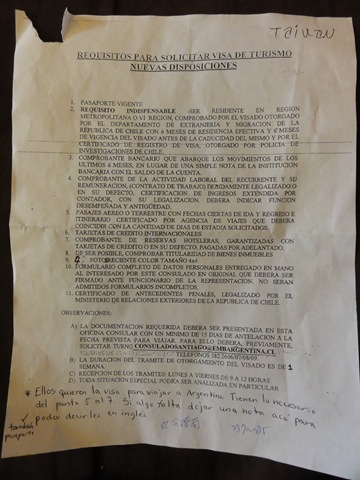 Taiwan
REQUISITOS PARA SOLICITAR VISA DE TURISMO
NUEVAS DISPOSICIONES
1. PASAPORTE VIGENTE
2. REQUISITO INDISPENSABLE -SER RESIDENTE EN REGION
METROPOLITANA O VI REGION, COMPROBADO POR EL VISADO OTORGADO
POR EL DEPARTAMENTO DE EXTRANJERIA Y MIGRACION DE LA
REPUBLICA DE CHILE CON 6 MESES DE RESIDENCIA EFECTIVA Y 6 MESES
DE VIGENCIA DEL VISADO ANTES DE LA CADUCIDAD DEL MISMO Y POR EL
CERTIFICADO DE REGISTRO DE VISA, OTORGADO POR POLICIA DE
INVESTIGACIONES DE CHILE.
3. COMPROBANTE BANCARIO QUE ABARQUE LOS MOVIMIENTOS DE LOS
ULTIMOS 6 MESES, EN LUGAR DE UNA SIMPLE NOTA DE LA INSTITUCION
BANCARIA CON EL SALDO DE LA CUENTA.
4. COMPROBANTE DE LA ACTIVIDAD LABORAL DEL RECURRENTE Y SU
REMUNERACION, (CONTRATO DE TRABAJO DEBIDAMENTE LEGALIZADO O
EN SU DEFECTO, CERTIFICACION DE INGRESOS EXTENDIDA POR
CONTADOR, CON SU LEGALIZACION. DEBERA INDICAR FUNCION
DESEMPEÑADA Y ANTIGÜEDAD.
5. PASAJES AEREO O TERRESTRE CON FECHAS CIERTAS DE IDA Y REGRESO E
ITINERARIO CERTIFICADO POR AGENCIA DE VIAJES QUE DEBERA
COINCIDIR CON LA CANTIDAD DE DIAS DE ESTADIA SOLICITADOS.
6. TARJETAS DE CREDITO INTERNACIONALES
7. COMPROBANTE DE RESERVAS HOTELERAS, GARANTIZADAS CON
TARJETAS DE CREDITO O EN SU DEFECTO, PAGADAS POR ADELANTADO.
8. DE SER POSIBLE, COMPROBAR TITULARIDAD DE BIENES INMUEBLES
FOTO RECIENTE COLOR TAMAÑO 4x4
10. FORMULARIO COMPLETO DE DATOS PERSONALES ENTREGADO EN MANO
AL INTERESADO POR ESTE CONSULADO EN ORIGINAL QUE DEBERA SER
FIRMADO ANTE FUNCIONARIO DE LA REPRESENTACION. NO SERAN
ADMITIDOS FORMULARIOS INCOMPLETOS.
11. CERTIFICADO DE ANTECEDENTES PENALES, LEGALIZADO POR EL
MINISTERIO DE RELACIONES EXTERIORES DE LA REPUBLICA DE CHILE.
OBSERVACIONES:
A) LA DOCUMENTACION REQUERIDA DEBERA SER PRESENTADA EN ESTA
OFICINA CONSULAR CON UN MINIMO DE 15 DIAS DE ANTELACION A LA
FECHA PREVISTA PARA VIAJAR. PARA ELLO DEBERA, PREVIAMENTE,
SOLICITAR TURNO CONSULADOSANTIAGO@EMBARGENTINA.CL
TELEFONOS 582 2606/07/04/05
B) LA DURACION DEL TRAMITE DE OTORGAMIENTO DEL VISADO ES DE 1
SEMANA.
C) RECEPCION DE LOS TRAMITES: LUNES A VIERNES DE 9 A 12 HORAS
D) TODA SITUACION ESPECIAL PODRA SER ANALIZADA EN PARTICULAR
* Ellos quieren la visa para viajar a Argentina. Tienen lo necesario
del punto 5 al 7. Si algo falta dejar una nota acá para
poder decirles en inglés
también
pasaporte